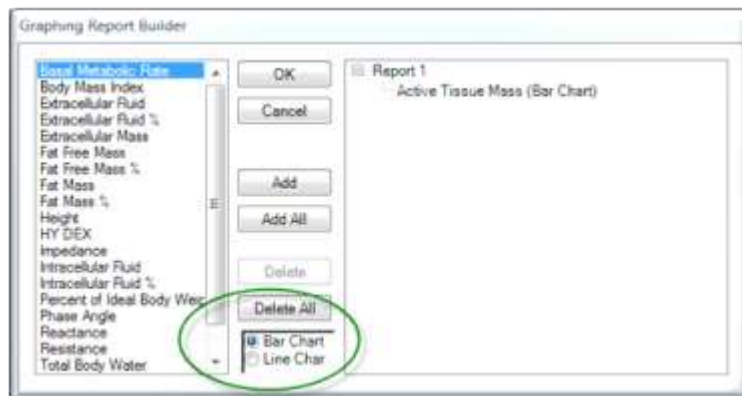 Graphing Report Builder
Basal Metabolic Rate
Body Mass Index
Extracellular Fluid
Extracellular Fluid %
Extracellular Mass
Fat Free Mass
Fat Free Mass %
Fat Mass
Fat Mass %
Height
HY DEX
Impedance
Intracellular Fluid
Intracellular Fluid %
Percent of Ideal Body Weig
Phase Angle
Reactance
Resistance
Total Body Water
OK
Cancel
Add
Add All
Delete
Delete All
Bar Chart
Line Char
Report 1
Active Tissue Mass (Bar Chart)